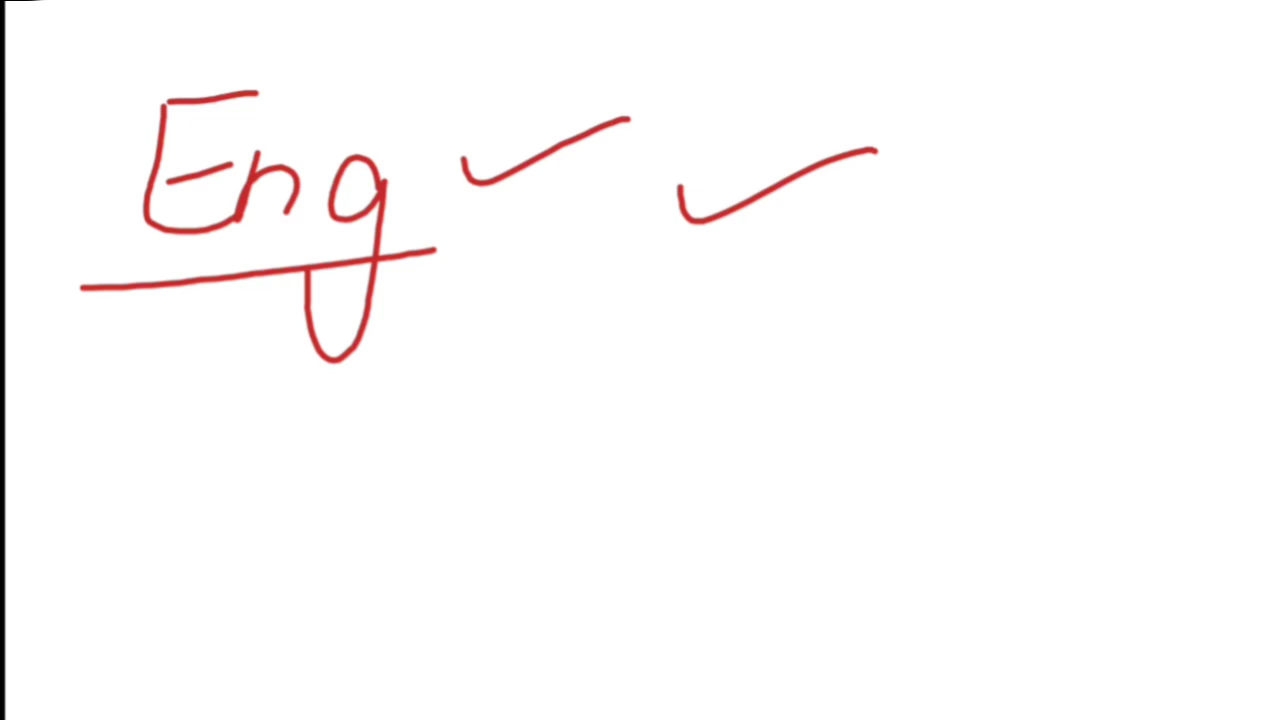 Eng ✓ ✓